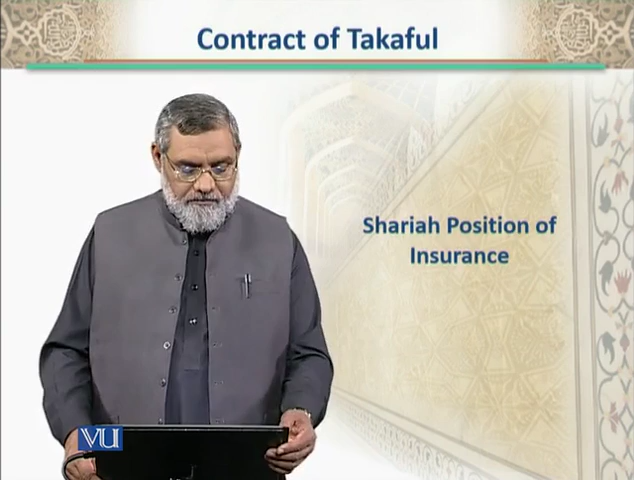 Contract of Takaful
Shariah Position of
Insurance
VU